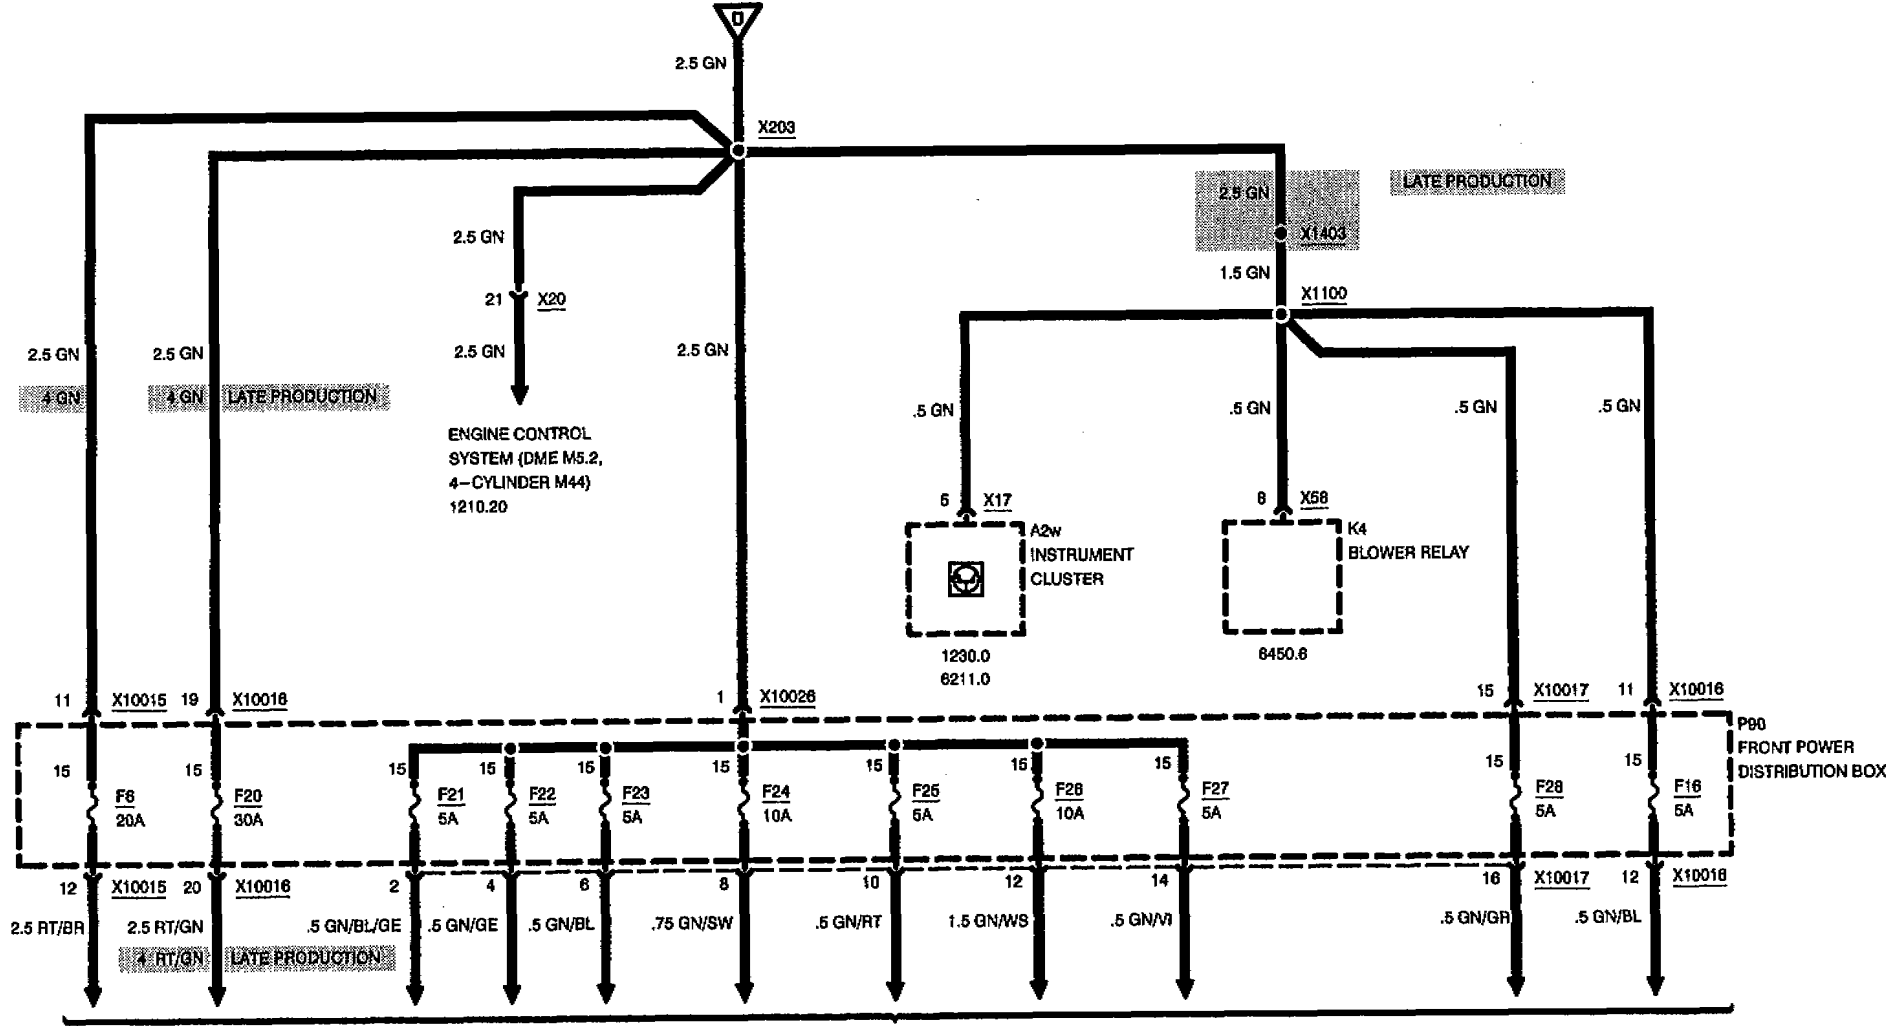 D
2.5 GN
X203
2.5 GN
LATE PRODUCTION
2.5 GN
X1403
1.5 GN
21
X20
X1100
2.5 GN
2.5 GN
2.5 GN
2.5 GN
4 GN
4 GN
LATE PRODUCTION
.5 GN
.5 GN
.5 GN
.5 GN
ENGINE CONTROL
SYSTEM (DME M5.2,
4-CYLINDER M44)
1210.20
5
X17
8
X58
A2w
INSTRUMENT
CLUSTER
K4
BLOWER RELAY
1230.0
6211.0
6450.6
11
X10015
19
X10016
1
X10026
15
X10017
11
X10016
P90
FRONT POWER
DISTRIBUTION BOX
15
15
15
15
15
15
15
15
15
15
15
F6
20A
F20
30A
F21
5A
F22
5A
F23
5A
F24
10A
F25
5A
F26
10A
F27
5A
F28
5A
F16
5A
12
X10015
20
X10016
2
4
6
8
10
12
14
16
X10017
12
X10016
2.5 RT/BR
2.5 RT/GN
.5 GN/BL/GE
.5 GN/GE
.5 GN/BL
.75 GN/SW
.5 GN/RT
1.5 GN/WS
.5 GN/VI
.5 GN/GR
.5 GN/BL
4 RT/GN
LATE PRODUCTION